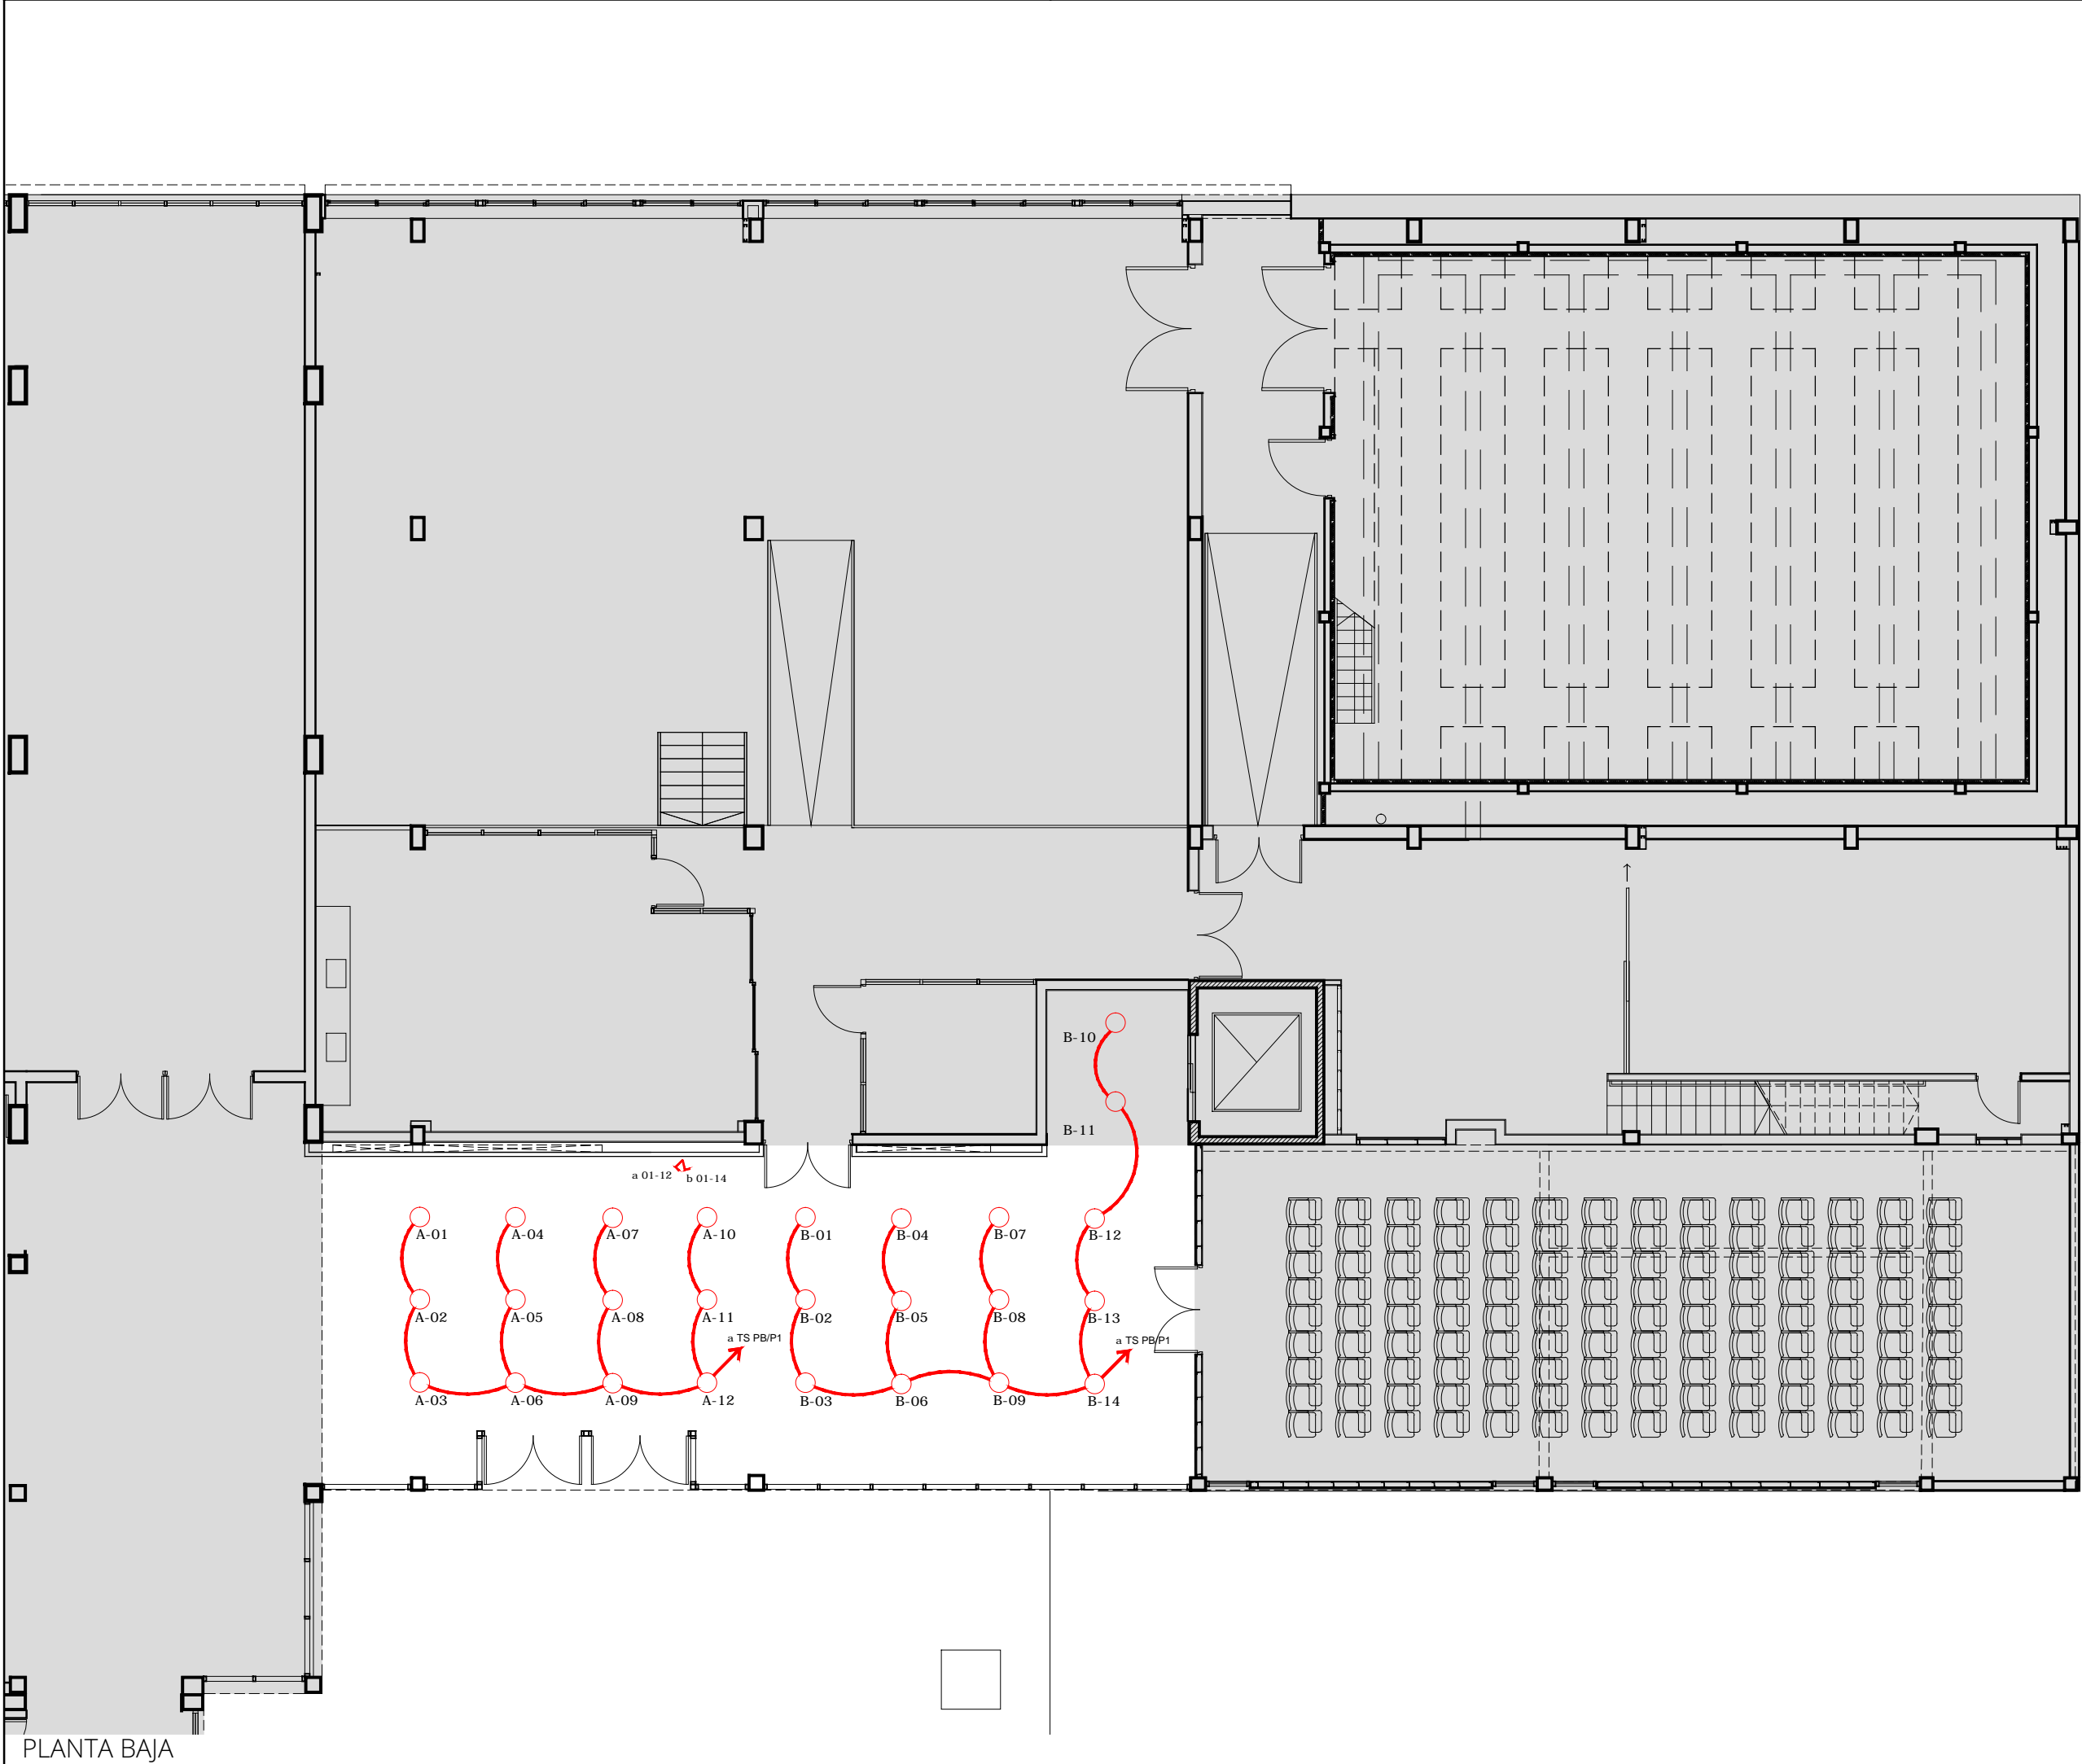 B-10
B-11
a 01-12 b 01-14
A-01 A-04 A-07 A-10 B-01 B-04 B-07 B-12
A-02 A-05 A-08 A-11 B-02 B-05 B-08 B-13
a TS PB/P1 a TS PB/P1
A-03 A-06 A-09 A-12 B-03 B-06 B-09 B-14
PLANTA BAJA